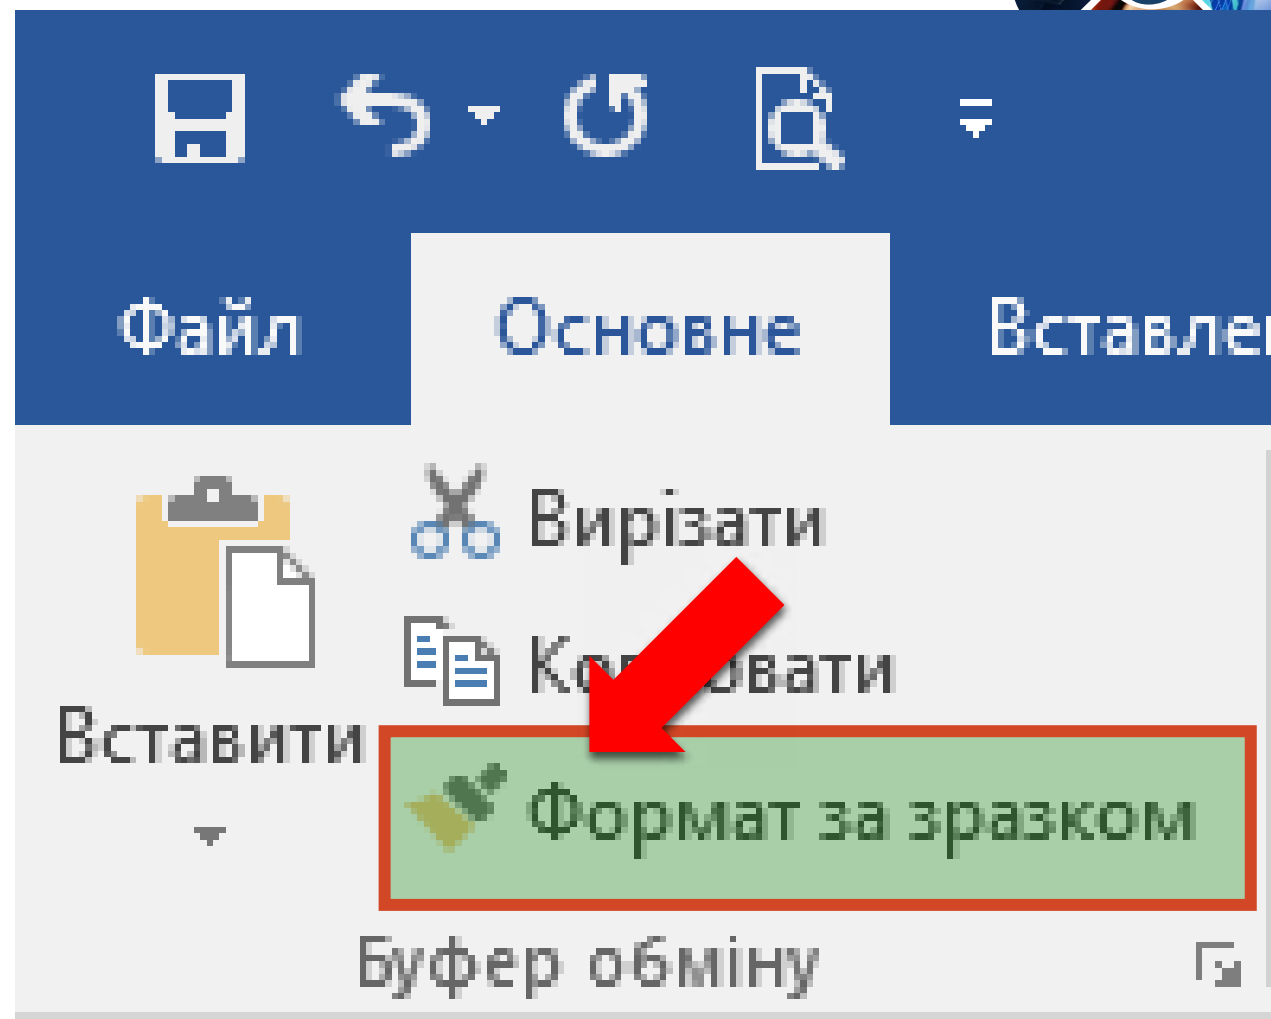 Файл Основне
Вирізати
Вставити
Формат за зразком
Буфер обміну